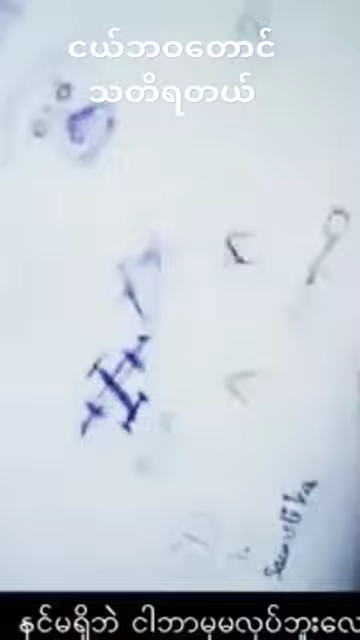 ငယ်ဘဝတောင်
သတိရတယ်
နင်မရှိဘဲ ငါဘာမှမလုပ်ဘူးလေ